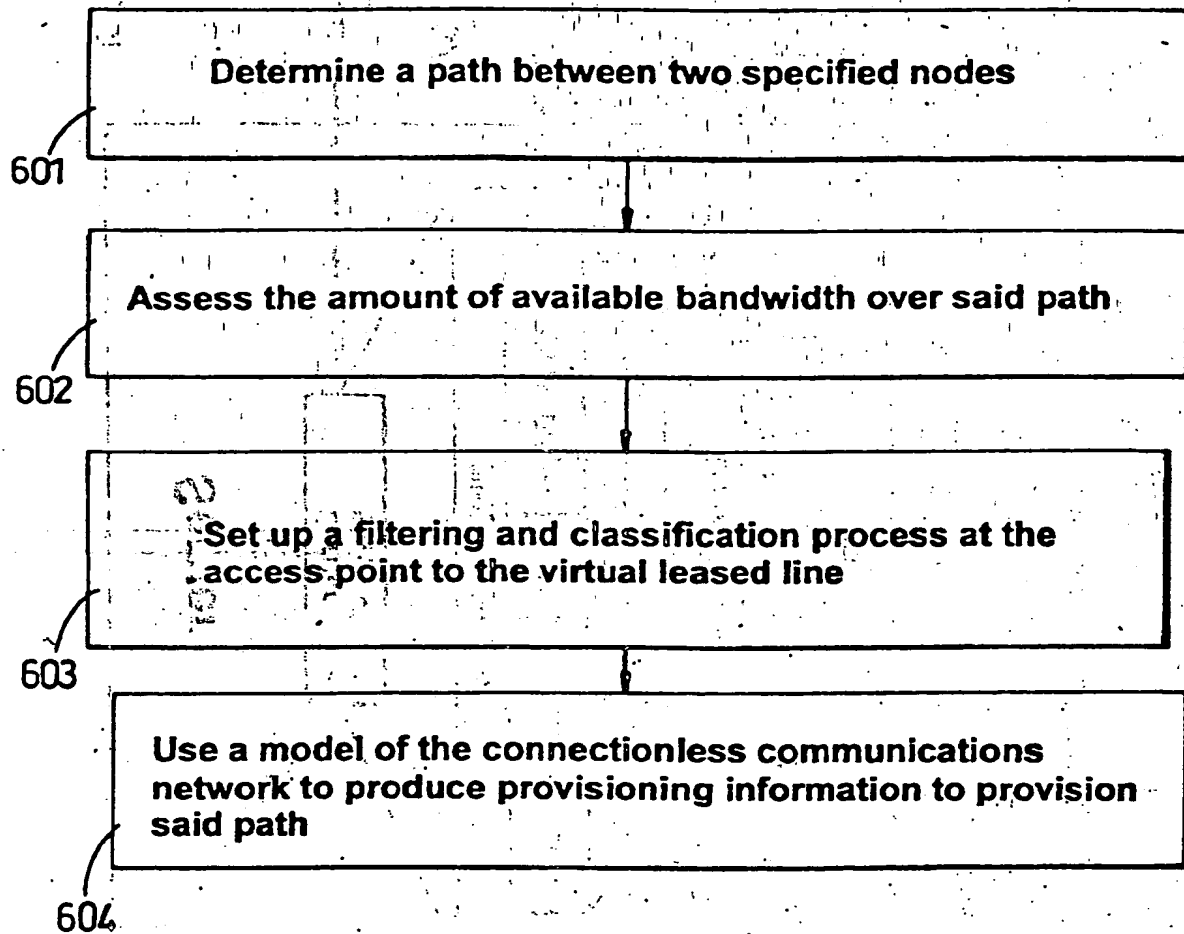 Determine a path between two specified nodes
601
Assess the amount of available bandwidth over said path
602
Set up a filtering and classification process at the
access point to the virtual leased line
603
Use a model of the connectionless communications
network to produce provisioning information to provision
said path
604